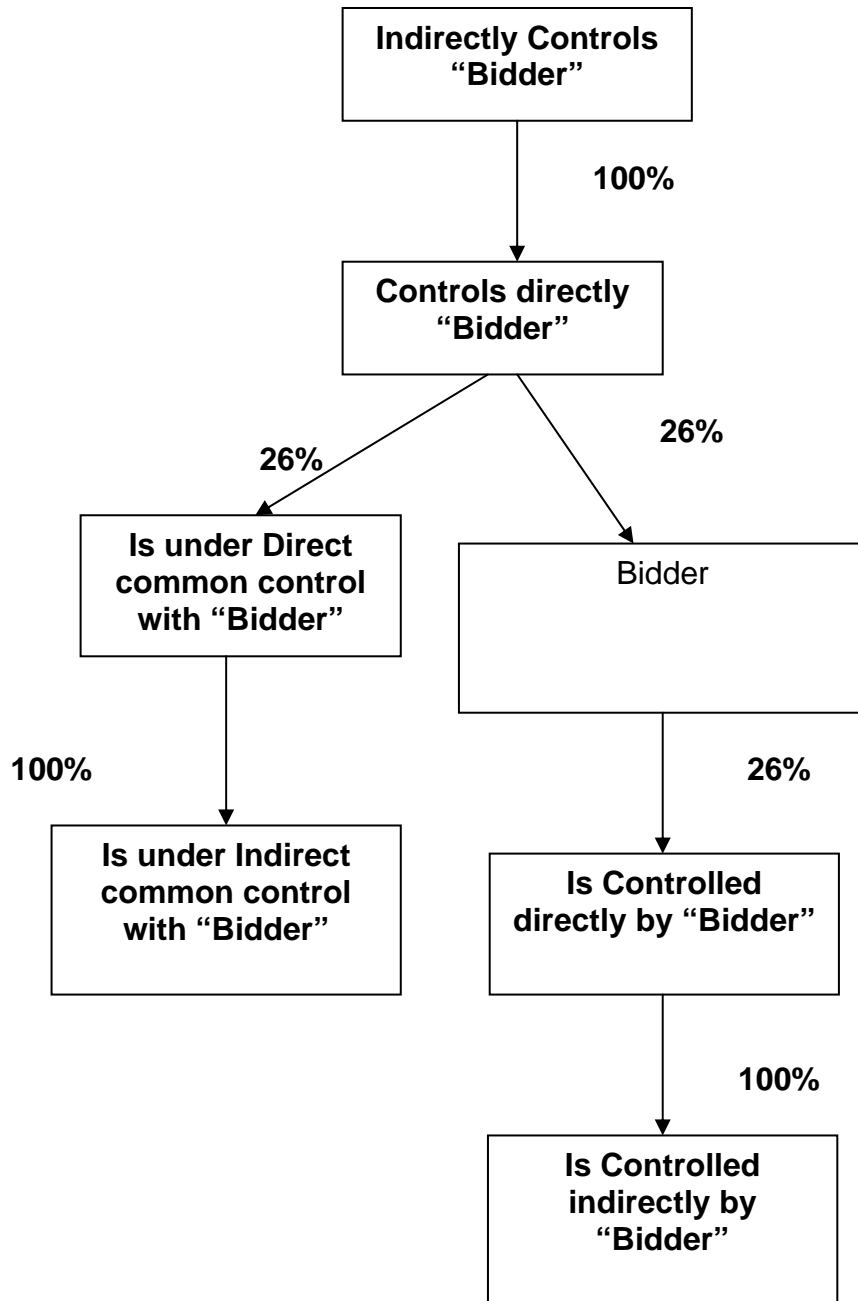 Indirectly Controls
“Bidder”
100%
Controls directly
“Bidder”
26%
26%
Is under Direct
common control
with “Bidder”
Bidder
100%
26%
Is under Indirect
common control
with “Bidder”
Is Controlled
directly by “Bidder”
100%
Is Controlled
indirectly by
“Bidder”